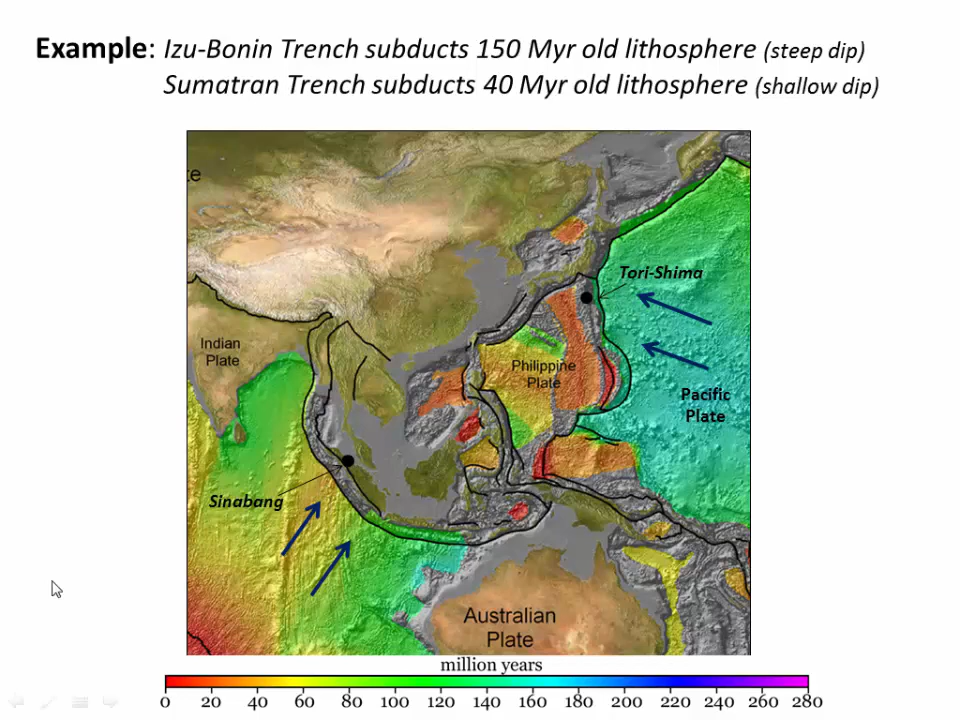 Example: Izu-Bonin Trench subducts 150 Myr old lithosphere (steep dip)
Sumatran Trench subducts 40 Myr old lithosphere (shallow dip)
te
Tori-Shima
Indian
Plate
Philippine
Plate
Pacific
Plate
Sinabang
Australian
Plate
million years
0 20 40 60 80 100 120 140 160 180 200 220 240 260 280